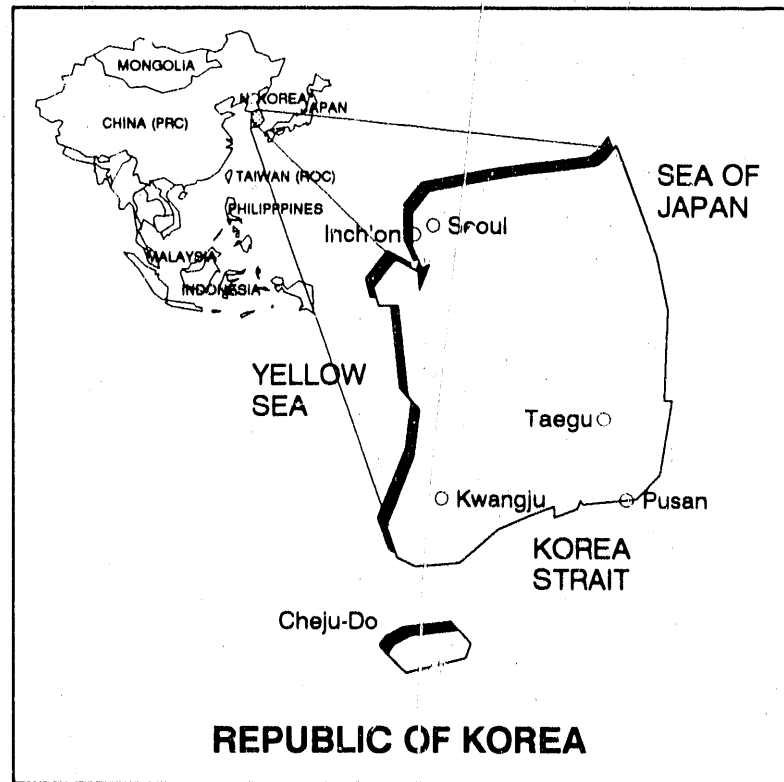 MONGOLIA
N. KOREA
JAPAN
CHINA (PRC)
TAIWAN (ROC)
PHILIPPPINES
MALAYSIA
INDONESIA
SEA OF
JAPAN
Inch'on
Seoul
YELLOW
SEA
Taegu
Kwangju
Pusan
KOREA
STRAIT
Cheju-Do
REPUBLIC OF KOREA